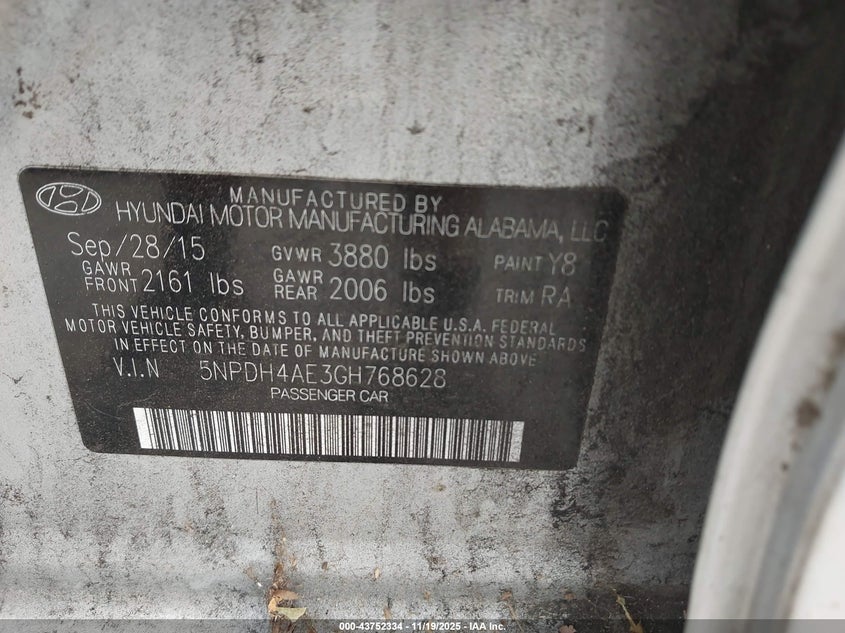 MANUFACTURED BY
HYUNDAI MOTOR MANUFACTURING ALABAMA, LLC
Sep/28/15 GVWR 3880 lbs PAINT Y8
GAWR FRONT 2161 lbs GAWR REAR 2006 lbs TRIM RA
THIS VEHICLE CONFORMS TO ALL APPLICABLE U.S.A. FEDERAL
MOTOR VEHICLE SAFETY, BUMPER, AND THEFT PREVENTION STANDARDS
IN EFFECT ON THE DATE OF MANUFACTURE SHOWN ABOVE.
V.I.N 5NPDH4AE3GH768628
PASSENGER CAR
000-43752334 - 11/19/2025 - IAA Inc.